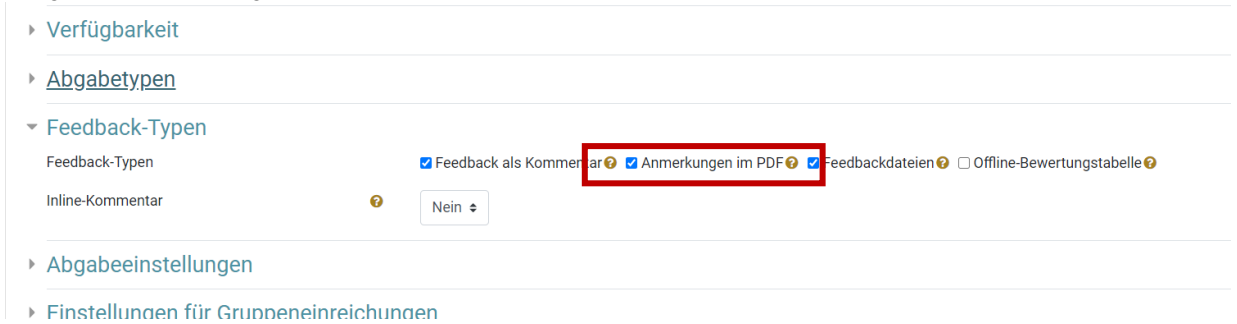 Verfügbarkeit
Abgabetypen
Feedback-Typen
Feedback-Typen Feedback als Kommentar Anmerkungen im PDF Feedbackdateien Offline-Bewertungstabelle
Inline-Kommentar Nein
Abgabeeinstellungen
Einstellungen für Gruppeneinreichungen